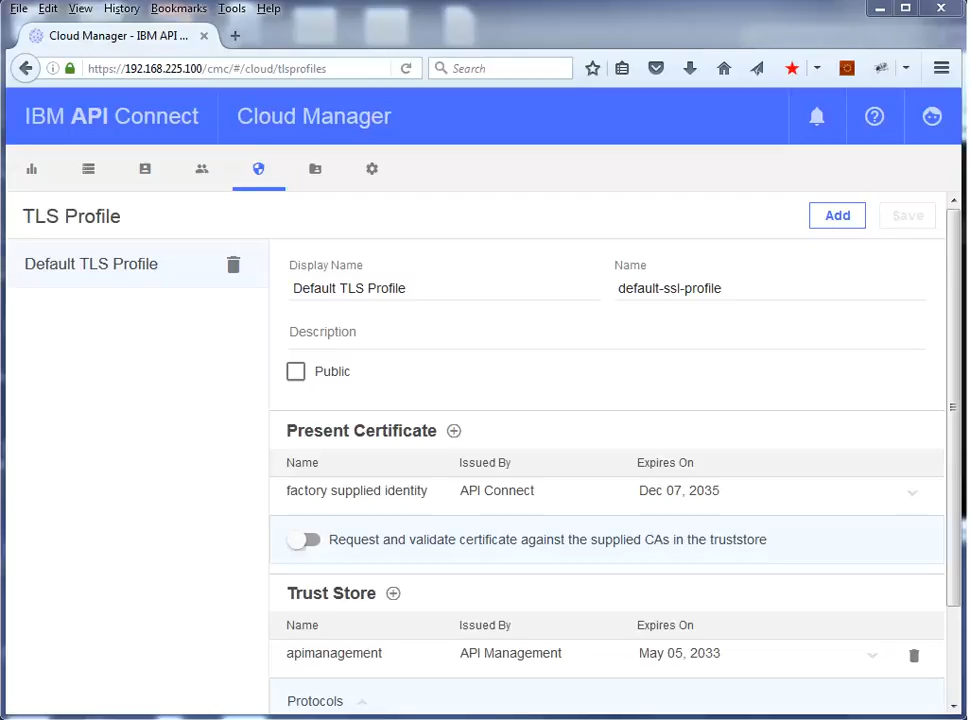 File Edit View History Bookmarks Tools Help
Cloud Manager - IBM API ... × +
https://192.168.225.100/cmc/#/cloud/tlsprofiles Search
IBM API Connect Cloud Manager
TLS Profile Add Save
Default TLS Profile
Display Name Name
Default TLS Profile default-ssl-profile
Description
Public
Present Certificate
Name Issued By Expires On
factory supplied identity API Connect Dec 07, 2035
Request and validate certificate against the supplied CAs in the truststore
Trust Store
Name Issued By Expires On
apimanagement API Management May 05, 2033
Protocols